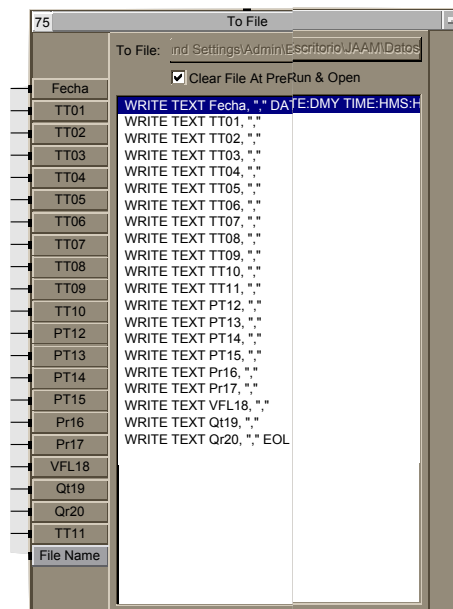 75 To File
To File: nd Settings\Admin\Escritorio\JAAM\Datos
Clear File At PreRun & Open
Fecha
TT01
TT02
TT03
TT04
TT05
TT06
TT07
TT08
TT09
TT10
PT12
PT13
PT14
PT15
Pr16
Pr17
VFL18
Qt19
Qr20
TT11
File Name
WRITE TEXT Fecha, "," DATE:DMY TIME:HMS:H
WRITE TEXT TT01, ","
WRITE TEXT TT02, ","
WRITE TEXT TT03, ","
WRITE TEXT TT04, ","
WRITE TEXT TT05, ","
WRITE TEXT TT06, ","
WRITE TEXT TT07, ","
WRITE TEXT TT08, ","
WRITE TEXT TT09, ","
WRITE TEXT TT10, ","
WRITE TEXT TT11, ","
WRITE TEXT PT12, ","
WRITE TEXT PT13, ","
WRITE TEXT PT14, ","
WRITE TEXT PT15, ","
WRITE TEXT Pr16, ","
WRITE TEXT Pr17, ","
WRITE TEXT VFL18, ","
WRITE TEXT Qt19, ","
WRITE TEXT Qr20, "," EOL